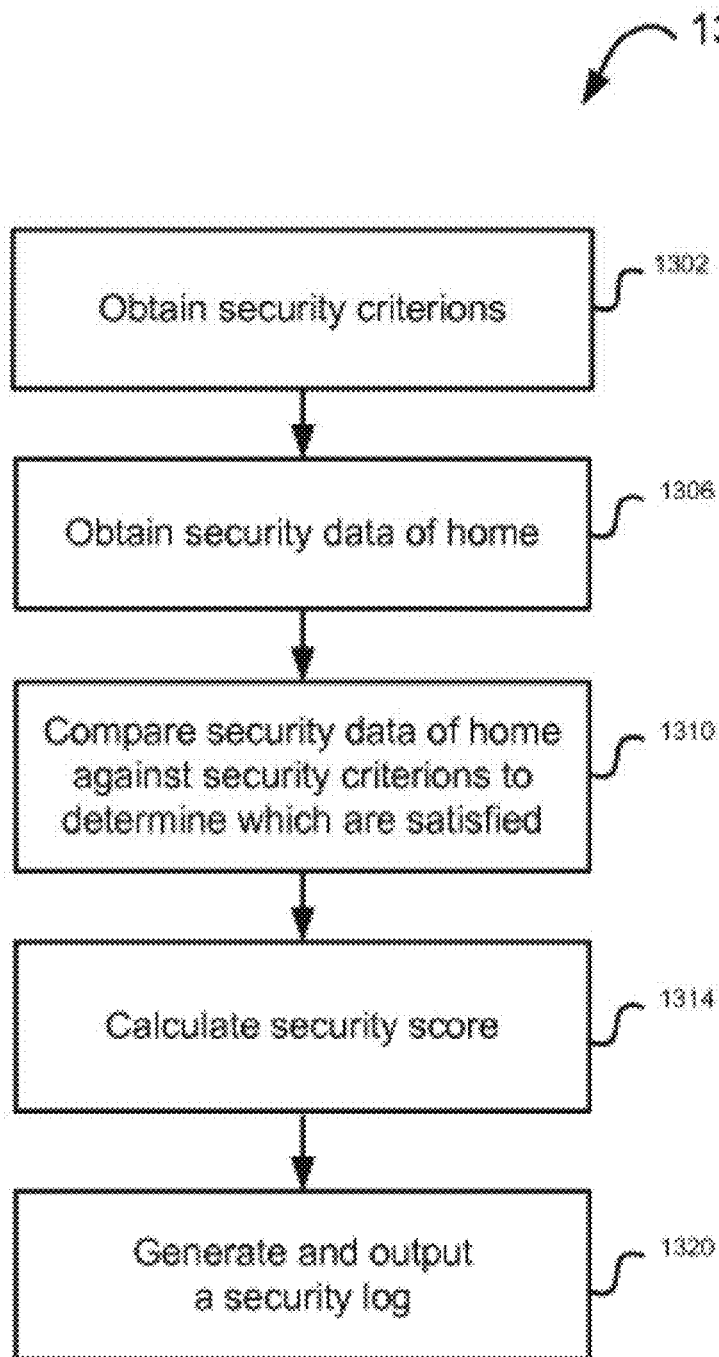 Obtain security criterions
1302
Obtain security data of home
1306
Compare security data of home
against security criterions to
determine which are satisfied
1310
Calculate security score
1314
Generate and output
a security log
1320